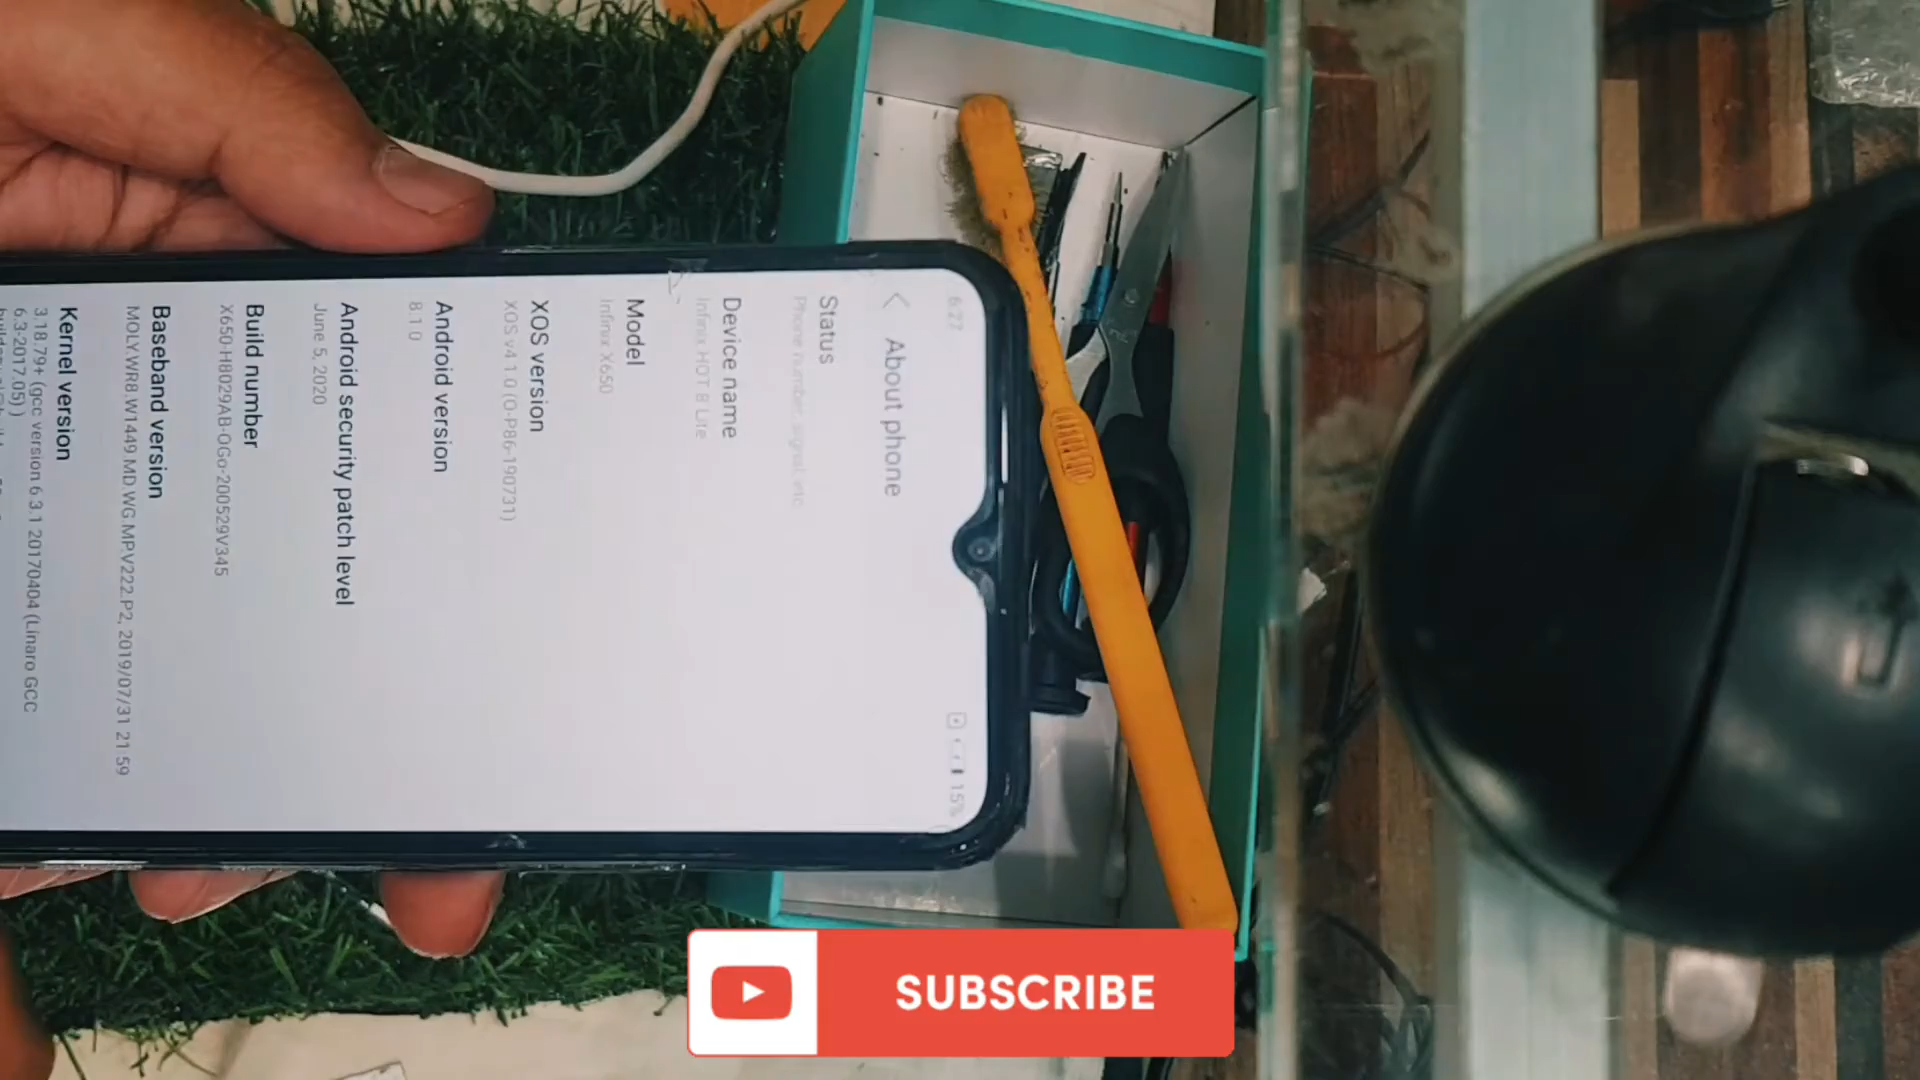 6:27
15%
About phone
Status
Phone number, signal, etc.
Device name
Infinix HOT 8 Lite
Model
Infinix X650
XOS version
XOS v4.1.0 (O-P86-190731)
Android version
8.1.0
Android security patch level
June 5, 2020
Build number
X650-H8029AB-OGo-200529V345
Baseband version
MOLY.WR8.W1449.MD.WG.MP.V222.P2, 2019/07/31 21:59
Kernel version
3.18.79+ (gcc version 6.3.1 20170404 (Linaro GCC
6.3-2017.05) )
SUBSCRIBE